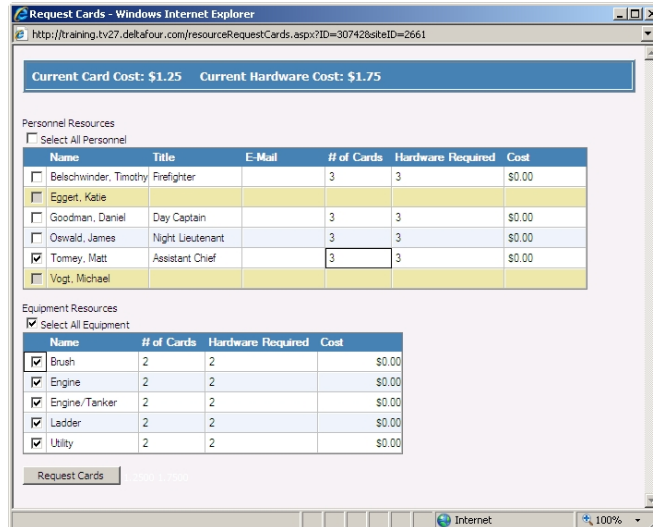 Request Cards - Windows Internet Explorer
http://training.tv27.deltafour.com/resourceRequestCards.aspx?ID=30742&siteID=2661
Current Card Cost: $1.25 Current Hardware Cost: $1.75
Personnel Resources
Select All Personnel
Name Title E-Mail # of Cards Hardware Required Cost
Belschwinder, Timothy Firefighter 3 3 $0.00
Eggert, Katie
Goodman, Daniel Day Captain 3 3 $0.00
Oswald, James Night Lieutenant 3 3 $0.00
Tormey, Matt Assistant Chief 3 3 $0.00
Vogt, Michael
Equipment Resources
Select All Equipment
Name # of Cards Hardware Required Cost
Brush 2 2 $0.00
Engine 2 2 $0.00
Engine/Tanker 2 2 $0.00
Ladder 2 2 $0.00
Utility 2 2 $0.00
Request Cards
Internet 100%